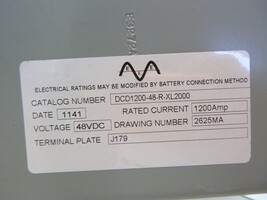 ELECTRICAL RATINGS MAY BE MODIFIED BY BATTERY CONNECTION METHOD
CATALOG NUMBER DCD1200-48-R-XL2000
DATE 1141 RATED CURRENT 1200Amp
VOLTAGE 48VDC DRAWING NUMBER 2625MA
TERMINAL PLATE J179